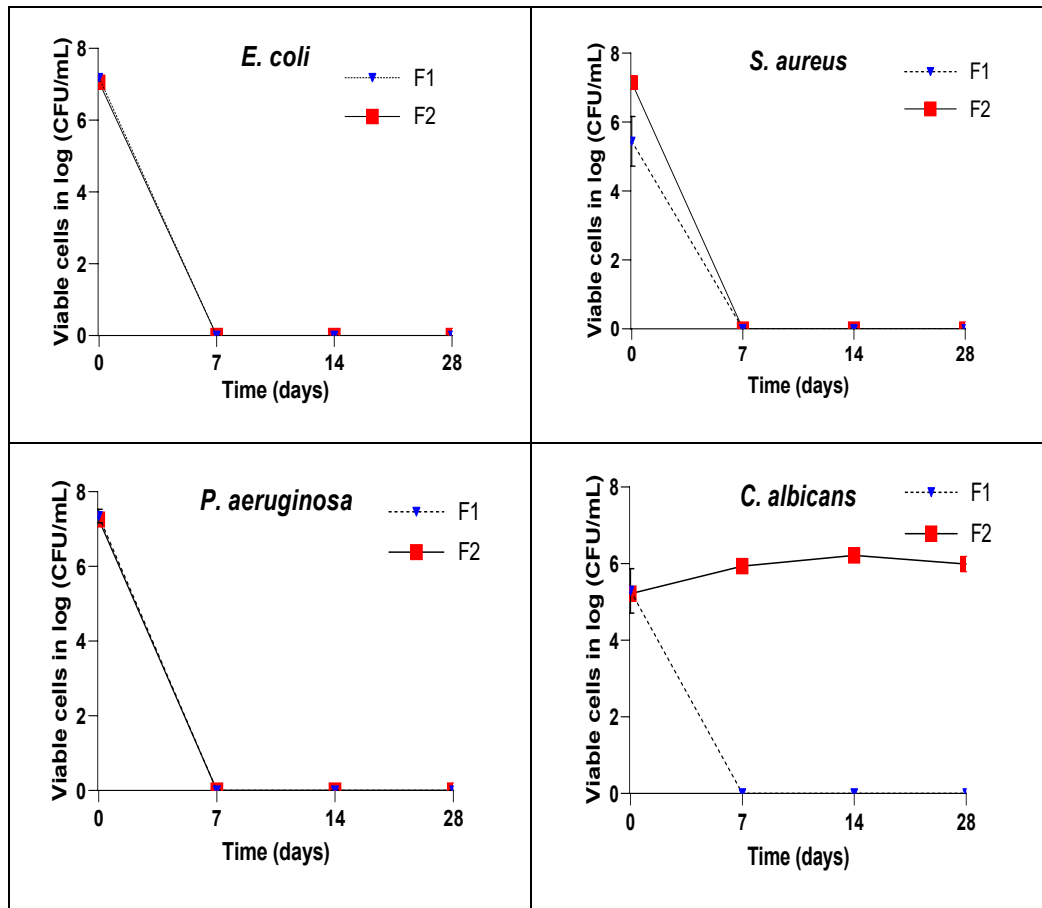 E. coli
F1
F2
Viable cells in log (CFU/mL)
8
6
4
2
0
0 7 14 28
Time (days)
S. aureus
F1
F2
Viable cells in log (CFU/mL)
8
6
4
2
0
0 7 14 28
Time (days)
P. aeruginosa
F1
F2
Viable cells in log (CFU/mL)
8
6
4
2
0
0 7 14 28
Time (days)
C. albicans
F1
F2
Viable cells in log (CFU/mL)
8
6
4
2
0
0 7 14 28
Time (days)